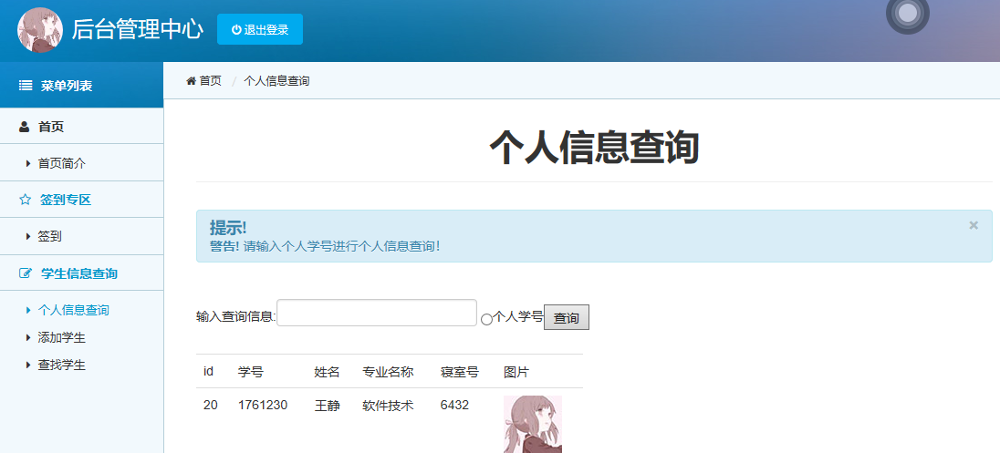 后台管理中心 退出登录
菜单列表
首页
首页简介
签到专区
签到
学生信息查询
个人信息查询
添加学生
查找学生
首页 / 个人信息查询
个人信息查询
提示! ×
警告! 请输入个人学号进行个人信息查询!
输入查询信息: 个人学号 查询
id 学号 姓名 专业名称 寝室号 图片
20 1761230 王静 软件技术 6432